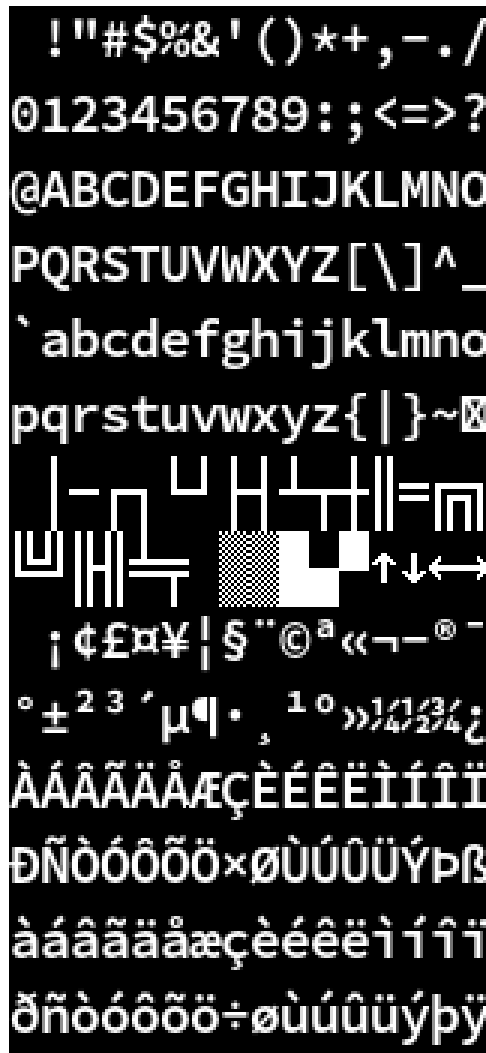 !"#$%&'()*+,-./
0123456789:;<=>?
@ABCDEFGHIJKLMNO
PQRSTUVWXYZ[\]^_
`abcdefghijklmno
pqrstuvwxyz{|}~
│─┌┐└┘├┤┴┬┼║═╔╗
╚╝╟╢╧╤ ▒▒█▄▀↑↓←→
¡¢£¤¥¦§¨©ª«¬-®¯
°±²³´µ¶·¸¹º»¼½¾¿
ÀÁÂÃÄÅÆÇÈÉÊËÌÍÎÏ
ÐÑÒÓÔÕÖ×ØÙÚÛÜÝÞß
àáâãäåæçèéêëìíîï
ðñòóôõö÷øùúûüýþÿ